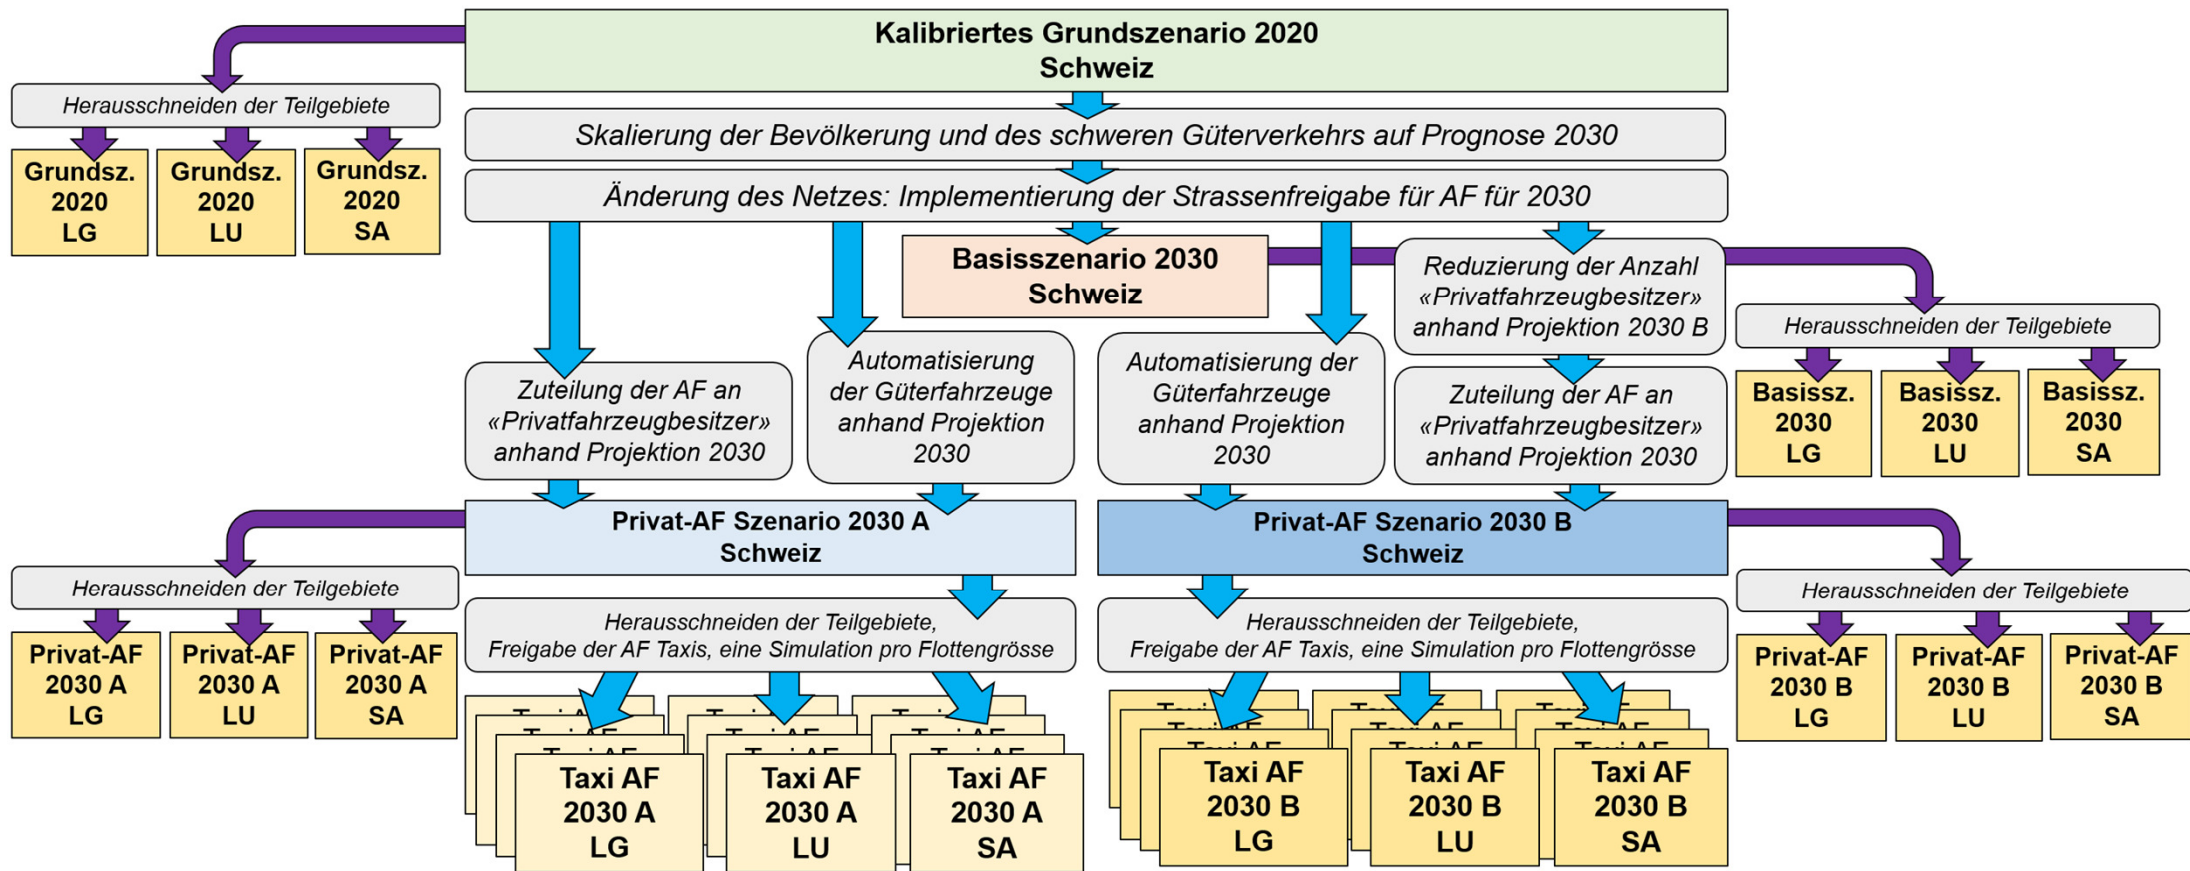 Kalibriertes Grundszenario 2020
Schweiz
Herausschneiden der Teilgebiete
Grundsz.
2020
LG
Grundsz.
2020
LU
Grundsz.
2020
SA
Skalierung der Bevölkerung und des schweren Güterverkehrs auf Prognose 2030
Änderung des Netzes: Implementierung der Strassenfreigabe für AF für 2030
Basisszenario 2030
Schweiz
Reduzierung der Anzahl
«Privatfahrzeugbesitzer»
anhand Projektion 2030 B
Herausschneiden der Teilgebiete
Basissz.
2030
LG
Basissz.
2030
LU
Basissz.
2030
SA
Zuteilung der AF an
«Privatfahrzeugbesitzer»
anhand Projektion 2030
Automatisierung
der Güterfahrzeuge
anhand Projektion
2030
Automatisierung der
Güterfahrzeuge
anhand Projektion
2030
Zuteilung der AF an
«Privatfahrzeugbesitzer»
anhand Projektion 2030
Privat-AF Szenario 2030 A
Schweiz
Privat-AF Szenario 2030 B
Schweiz
Herausschneiden der Teilgebiete
Privat-AF
2030 A
LG
Privat-AF
2030 A
LU
Privat-AF
2030 A
SA
Herausschneiden der Teilgebiete,
Freigabe der AF Taxis, eine Simulation pro Flottengrösse
Herausschneiden der Teilgebiete,
Freigabe der AF Taxis, eine Simulation pro Flottengrösse
Herausschneiden der Teilgebiete
Privat-AF
2030 B
LG
Privat-AF
2030 B
LU
Privat-AF
2030 B
SA
Taxi AF
2030 A
LG
Taxi AF
2030 A
LU
Taxi AF
2030 A
SA
Taxi AF
2030 B
LG
Taxi AF
2030 B
LU
Taxi AF
2030 B
SA